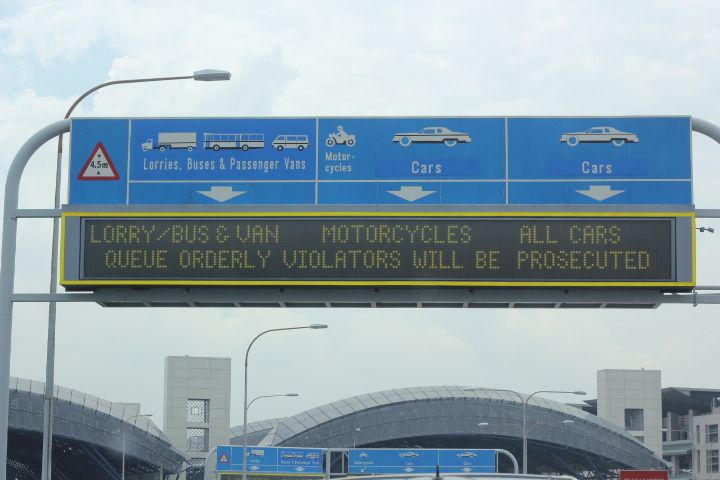 4.5m
Lorries, Buses & Passenger Vans
Motor-
cycles
Cars
Cars
LORRY/BUS & VAN MOTORCYCLES ALL CARS
QUEUE ORDERLY VIOLATORS WILL BE PROSECUTED